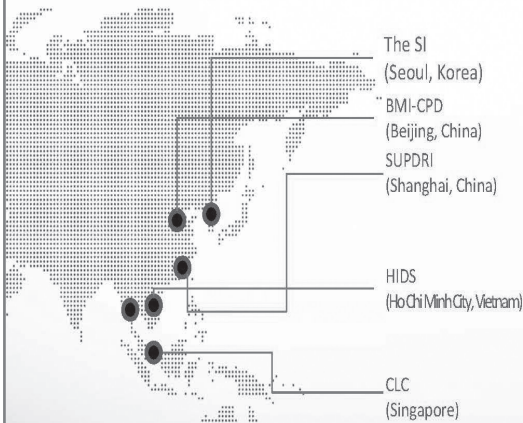 The SI
(Seoul, Korea)
BMI-CPD
(Beijing, China)
SUPDRI
(Shanghai, China)
HIDS
(Ho Chi Minh City, Vietnam)
CLC
(Singapore)